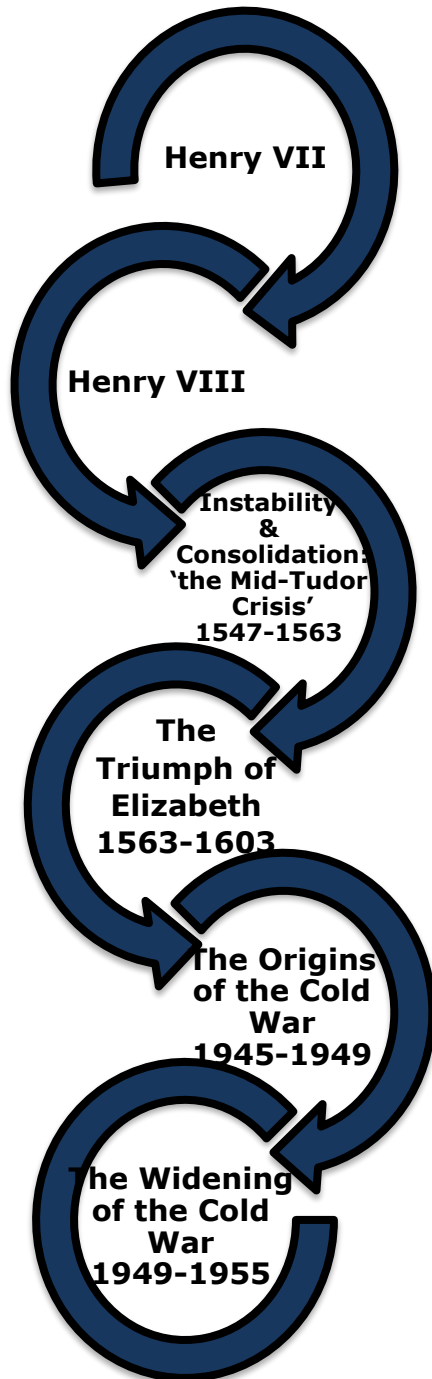 Henry VII
Henry VIII
Instability
&
Consolidation:
‘the Mid-Tudor
Crisis’
1547-1563
The
Triumph of
Elizabeth
1563-1603
The Origins
of the Cold
War
1945-1949
The Widening
of the Cold
War
1949-1955